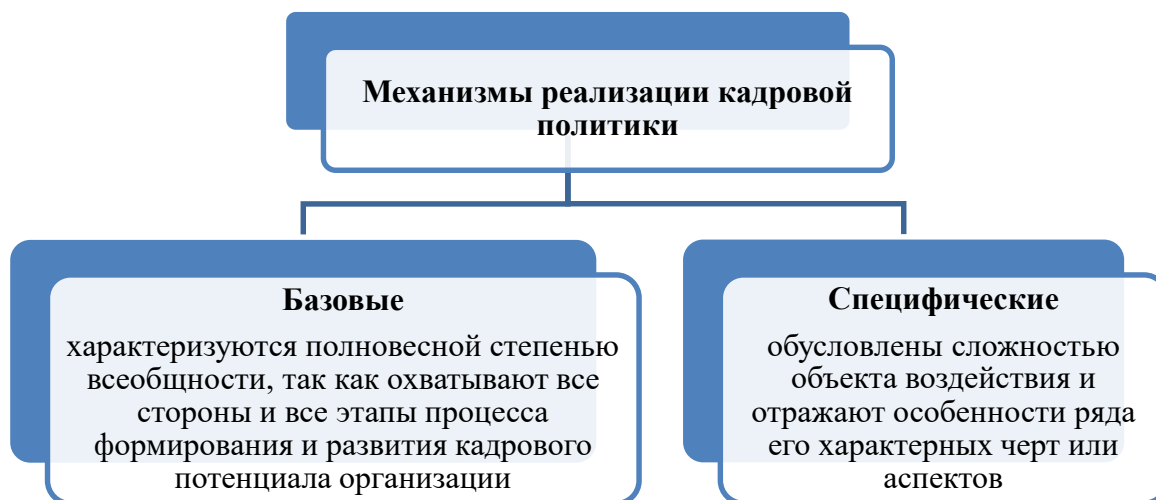 Механизмы реализации кадровой
политики
Базовые
характеризуются полновесной степенью
всеобщности, так как охватывают все
стороны и все этапы процесса
формирования и развития кадрового
потенциала организации
Специфические
обусловлены сложностью
объекта воздействия и
отражают особенности ряда
его характерных черт или
аспектов